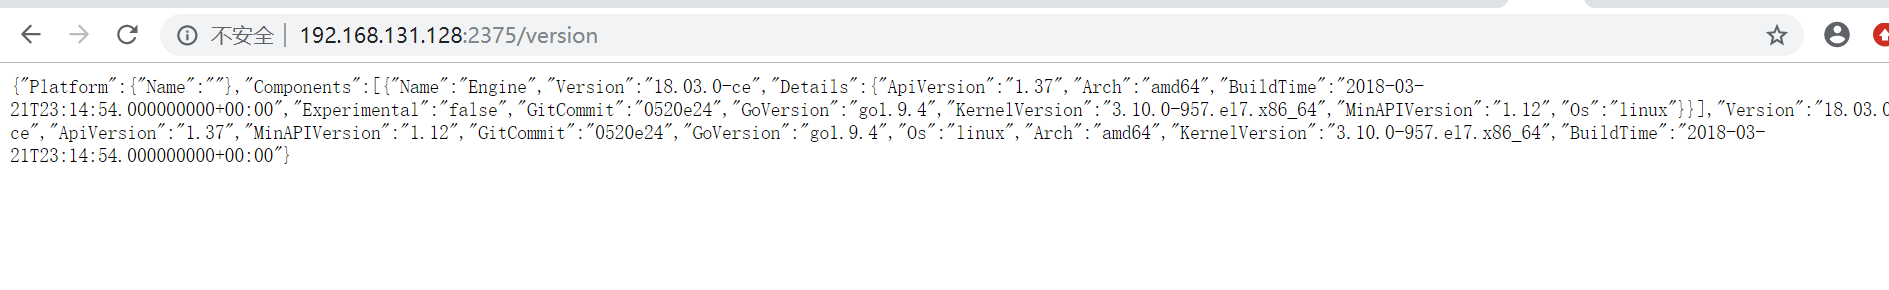 不安全 192.168.131.128:2375/version
{"Platform":{"Name":""},"Components":[{"Name":"Engine","Version":"18.03.0-ce","Details":{"ApiVersion":"1.37","Arch":"amd64","BuildTime":"2018-03-
21T23:14:54.000000000+00:00","Experimental":"false","GitCommit":"0520e24","GoVersion":"go1.9.4","KernelVersion":"3.10.0-957.el7.x86_64","MinAPIVersion":"1.12","Os":"linux"}}],"Version":"18.03.0
ce","ApiVersion":"1.37","MinAPIVersion":"1.12","GitCommit":"0520e24","GoVersion":"go1.9.4","Os":"linux","Arch":"amd64","KernelVersion":"3.10.0-957.el7.x86_64","BuildTime":"2018-03-
21T23:14:54.000000000+00:00"}